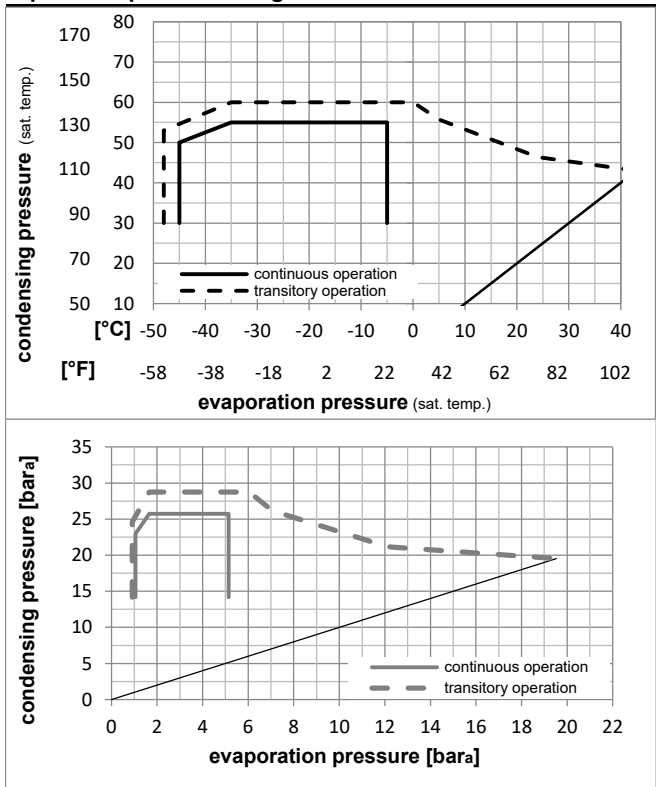 170 80
150 70
130 60
50
110 40
90 30
70 20
50 10
condensing pressure (sat. temp.)
continuous operation
transitory operation
[°C] -50 -40 -30 -20 -10 0 10 20 30 40
[°F] -58 -38 -18 2 22 42 62 82 102
evaporation pressure (sat. temp.)
35
30
25
20
15
10
5
0
condensing pressure [bara]
continuous operation
transitory operation
0 2 4 6 8 10 12 14 16 18 20 22
evaporation pressure [bara]